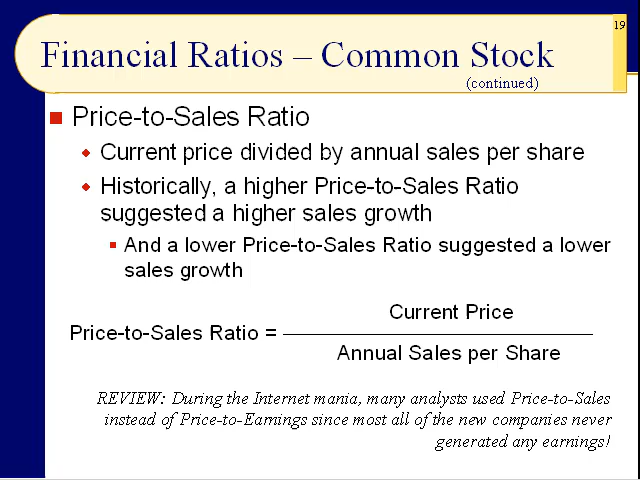 19
Financial Ratios – Common Stock
(continued)
Price-to-Sales Ratio
Current price divided by annual sales per share
Historically, a higher Price-to-Sales Ratio
suggested a higher sales growth
And a lower Price-to-Sales Ratio suggested a lower
sales growth
Current Price
Price-to-Sales Ratio =
Annual Sales per Share
REVIEW: During the Internet mania, many analysts used Price-to-Sales
instead of Price-to-Earnings since most all of the new companies never
generated any earnings!